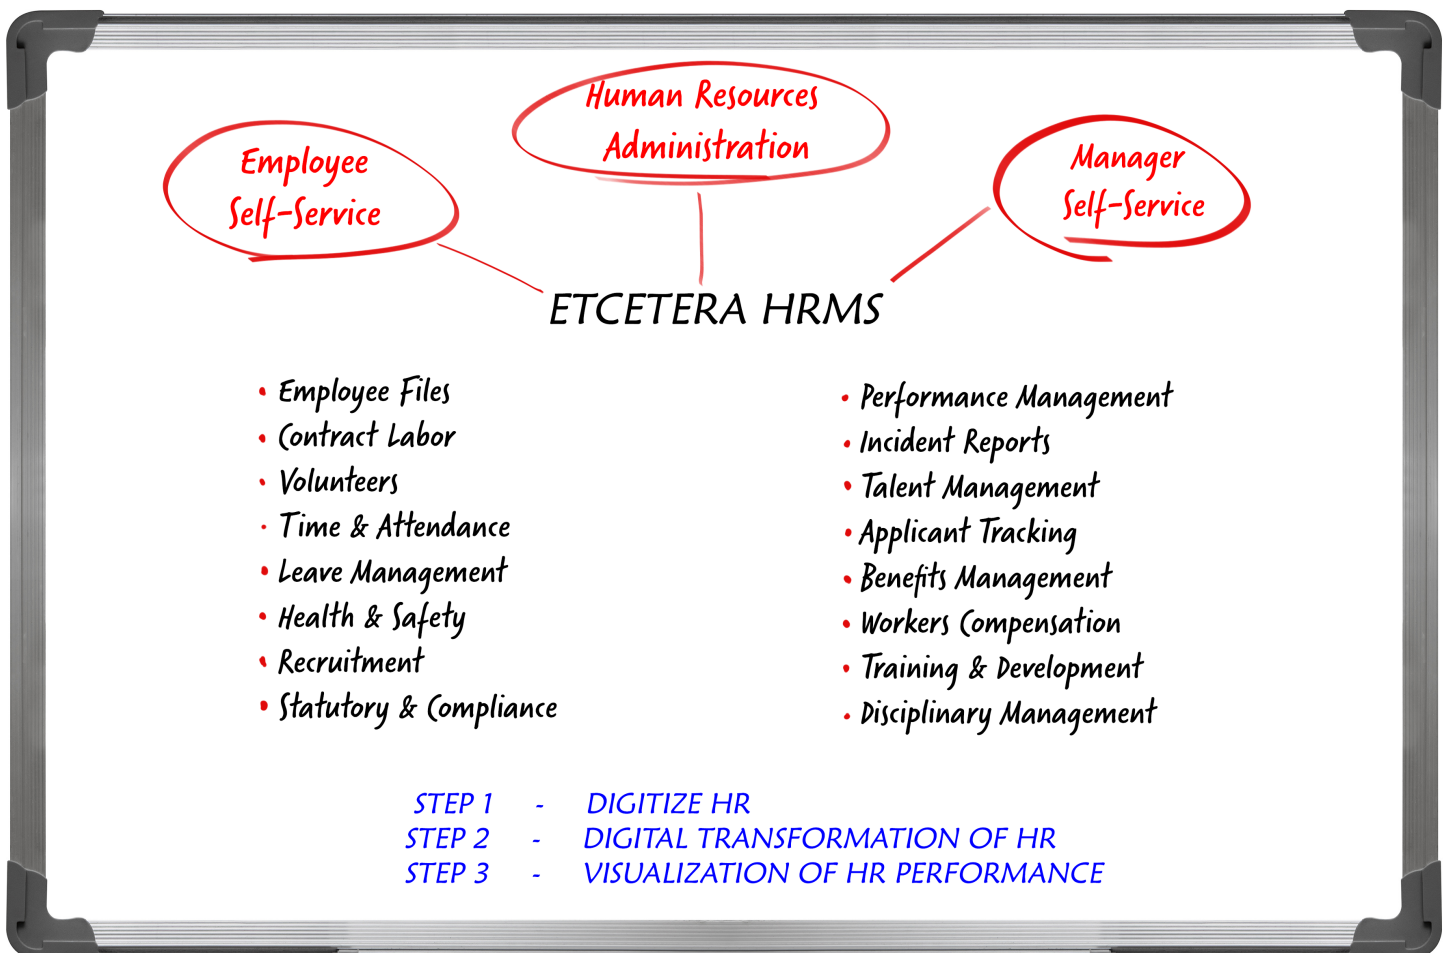 Human Resources
Administration
Employee
Self-Service
Manager
Self-Service
ETCETERA HRMS
• Employee Files
• Contract Labor
• Volunteers
• Time & Attendance
• Leave Management
• Health & Safety
• Recruitment
• Statutory & Compliance
• Performance Management
• Incident Reports
• Talent Management
• Applicant Tracking
• Benefits Management
• Workers Compensation
• Training & Development
• Disciplinary Management
STEP 1 - DIGITIZE HR
STEP 2 - DIGITAL TRANSFORMATION OF HR
STEP 3 - VISUALIZATION OF HR PERFORMANCE